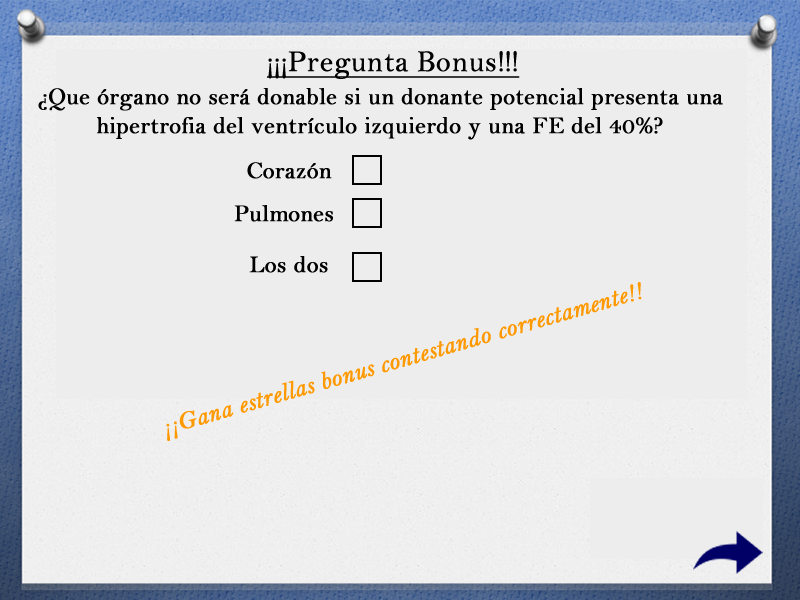 ¡¡¡Pregunta Bonus!!!
¿Que órgano no será donable si un donante potencial presenta una
hipertrofia del ventrículo izquierdo y una FE del 40%?
Corazón
Pulmones
Los dos
¡¡Gana estrellas bonus contestando correctamente!!